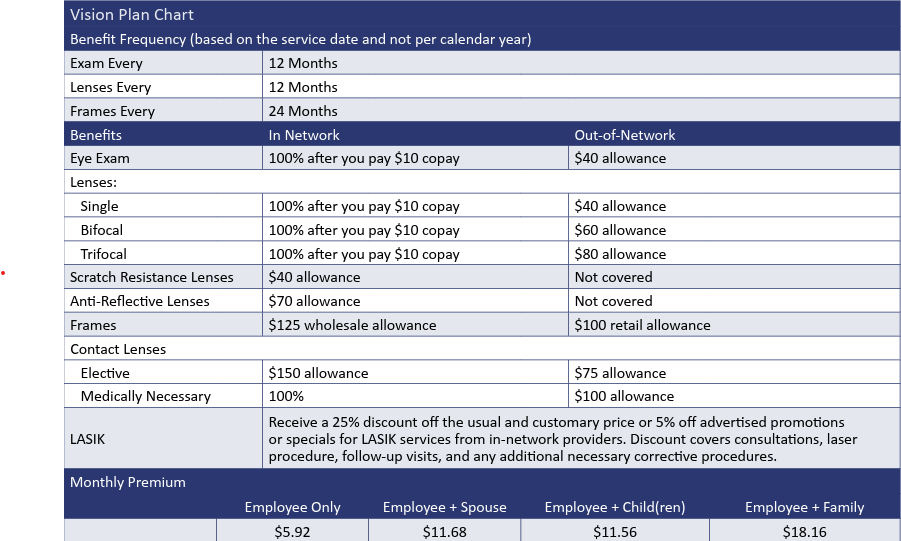 Vision Plan Chart
Benefit Frequency (based on the service date and not per calendar year)
Exam Every 12 Months
Lenses Every 12 Months
Frames Every 24 Months
Benefits In Network Out-of-Network
Eye Exam 100% after you pay $10 copay $40 allowance
Lenses:
Single 100% after you pay $10 copay $40 allowance
Bifocal 100% after you pay $10 copay $60 allowance
Trifocal 100% after you pay $10 copay $80 allowance
Scratch Resistance Lenses $40 allowance Not covered
Anti-Reflective Lenses $70 allowance Not covered
Frames $125 wholesale allowance $100 retail allowance
Contact Lenses
Elective $150 allowance $75 allowance
Medically Necessary 100% $100 allowance
LASIK
Receive a 25% discount off the usual and customary price or 5% off advertised promotions
or specials for LASIK services from in-network providers. Discount covers consultations, laser
procedure, follow-up visits, and any additional necessary corrective procedures.
Monthly Premium
Employee Only Employee + Spouse Employee + Child(ren) Employee + Family
$5.92 $11.68 $11.56 $18.16